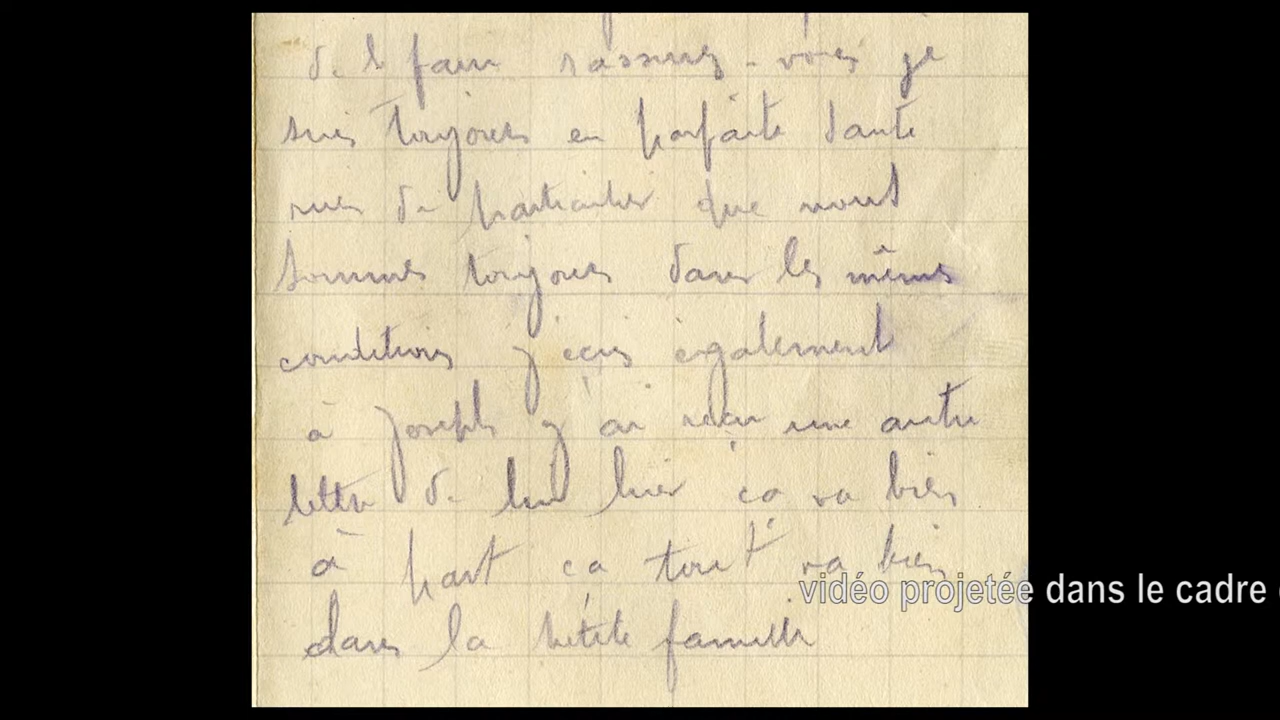 de le faire rassurez-vous je
suis toujours en parfaite santé
rien de particulier que nous
sommes toujours dans les mêmes
conditions j'écris également
à Joseph j'ai reçu une autre
lettre de lui hier ça va bien
à part ça tout va bien
dans la petite famille
vidéo projetée dans le cadre